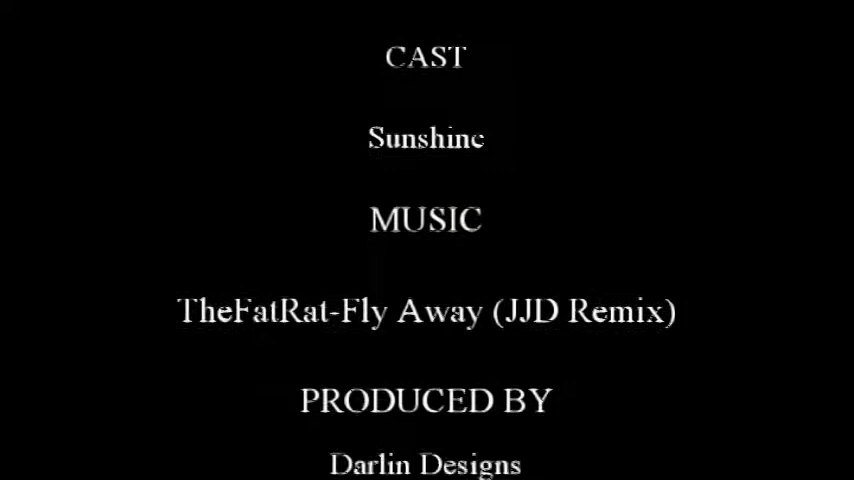 CAST
Sunshine
MUSIC
TheFatRat-Fly Away (JJD Remix)
PRODUCED BY
Darlin Designs